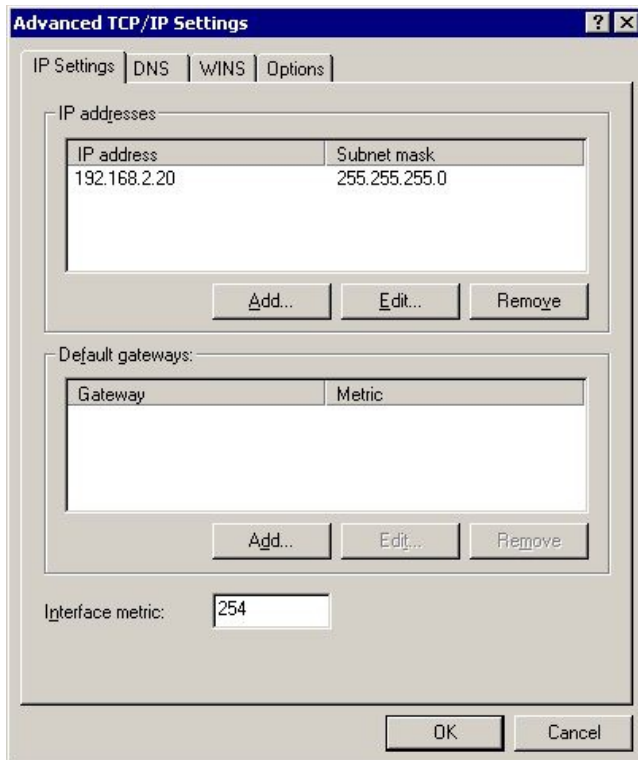 Advanced TCP/IP Settings
IP Settings DNS WINS Options
IP addresses
IP address Subnet mask
192.168.2.20 255.255.255.0
Add... Edit... Remove
Default gateways:
Gateway Metric
Add... Edit... Remove
Interface metric: 254
OK Cancel